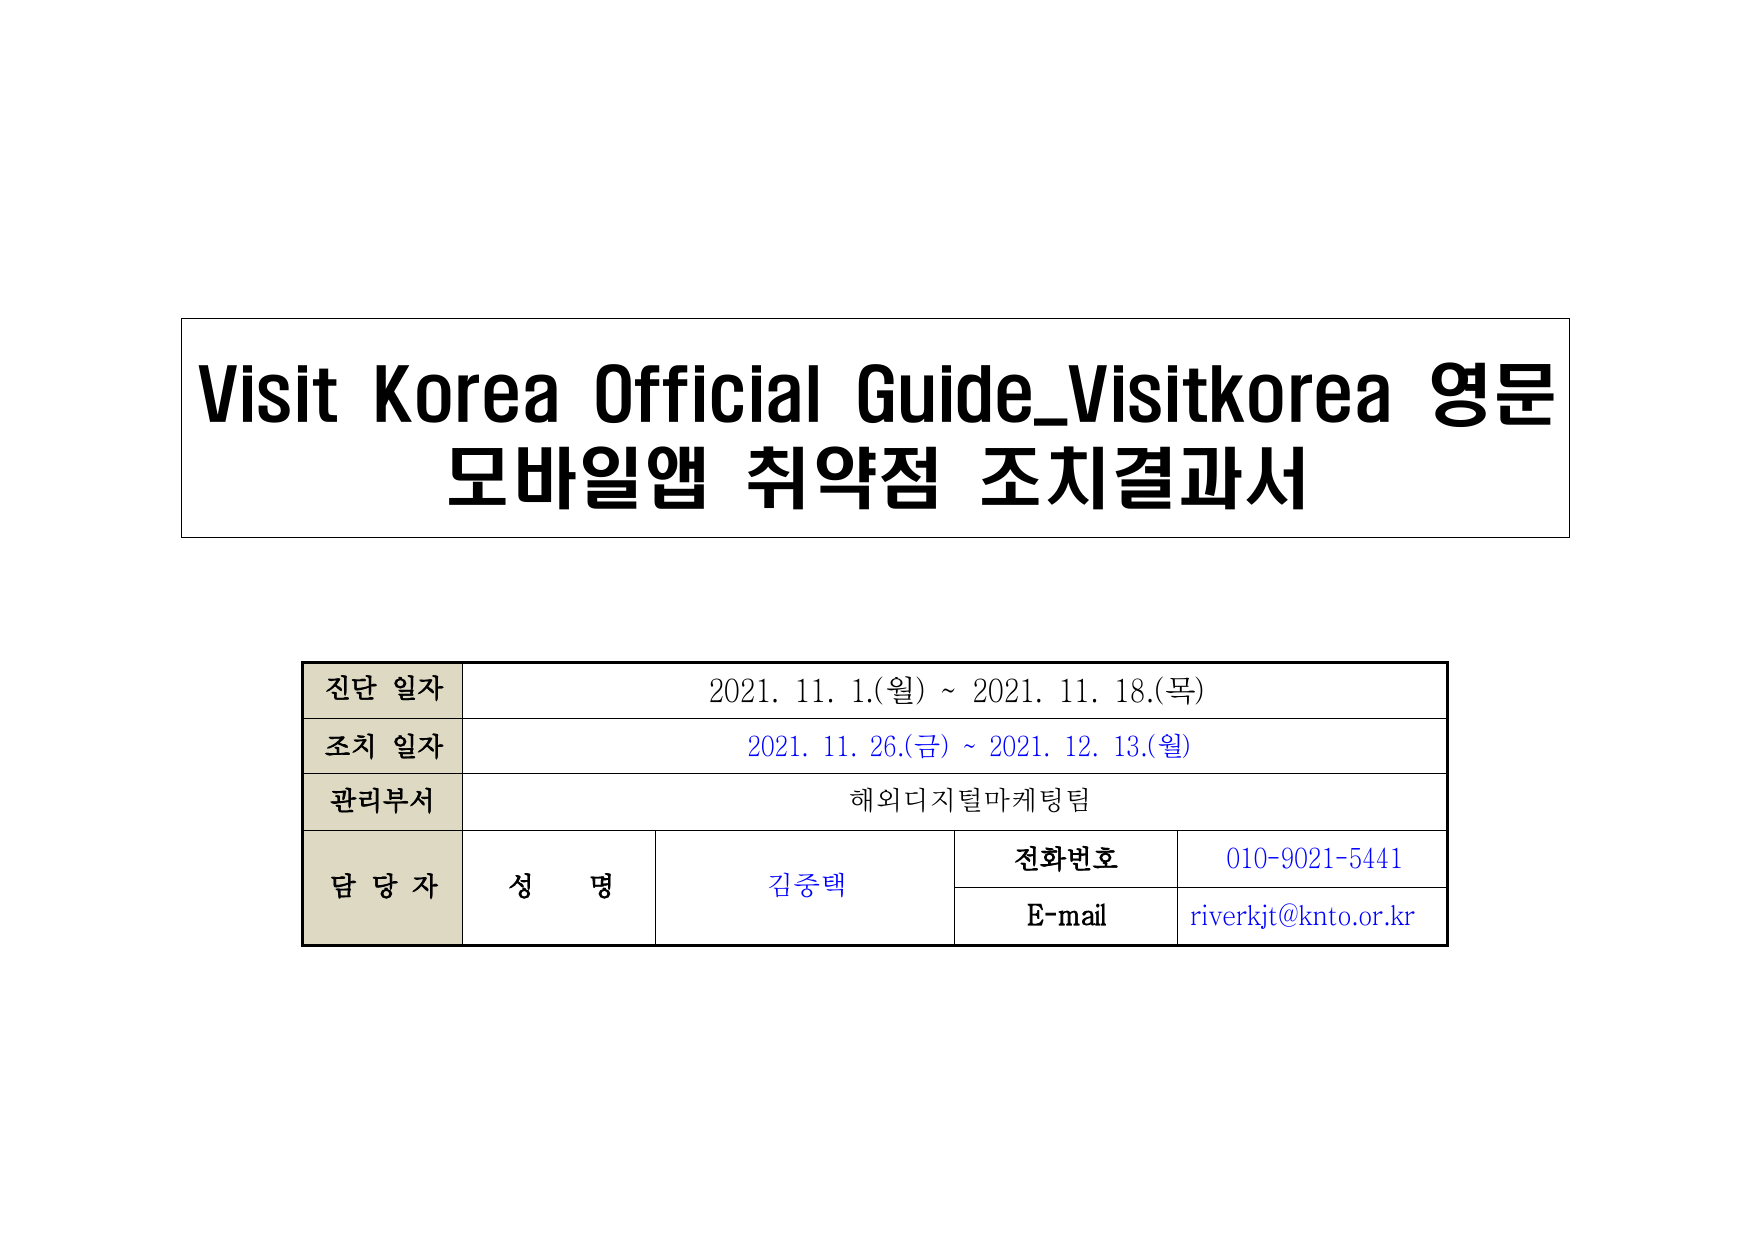 Visit Korea Official Guide_Visitkorea 영문
모바일앱 취약점 조치결과서
진단 일자 2021. 11. 1.(월) ~ 2021. 11. 18.(목)
조치 일자 2021. 11. 26.(금) ~ 2021. 12. 13.(월)
관리부서 해외디지털마케팅팀
담 당 자 성 명 김중택 전화번호 010-9021-5441
E-mail riverkjt@knto.or.kr